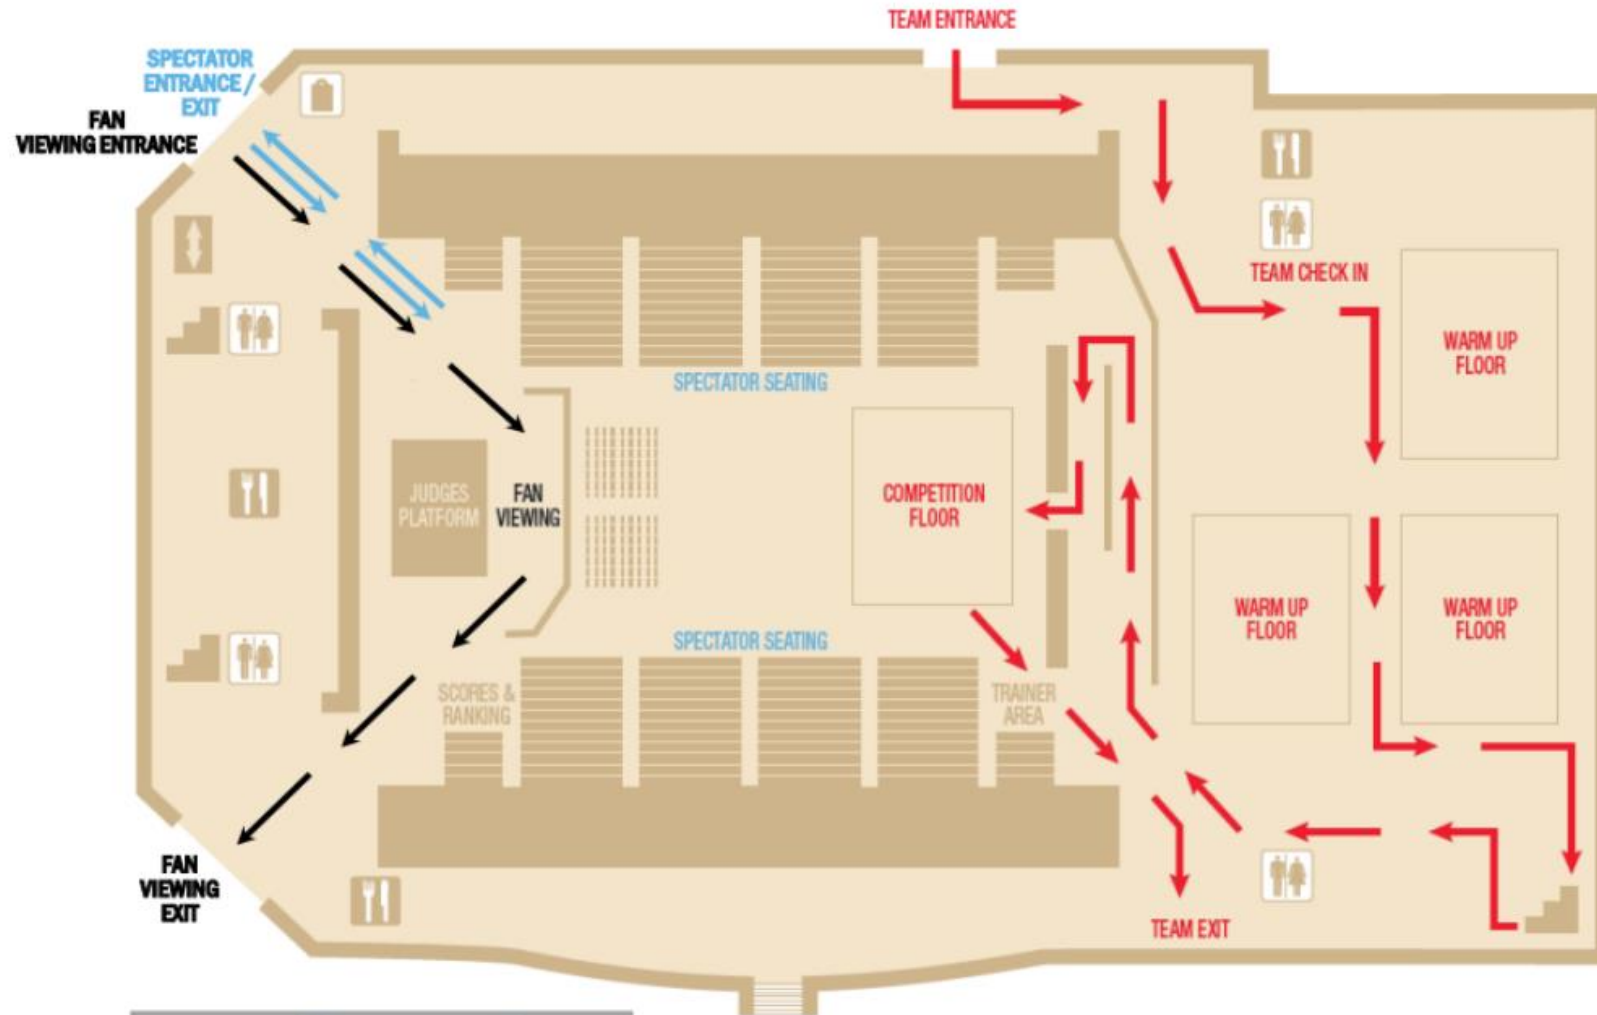 TEAM ENTRANCE
SPECTATOR
ENTRANCE /
EXIT
FAN
VIEWING ENTRANCE
TEAM CHECK IN
WARM UP
FLOOR
SPECTATOR SEATING
JUDGES
PLATFORM
FAN
VIEWING
COMPETITION
FLOOR
WARM UP
FLOOR
WARM UP
FLOOR
SPECTATOR SEATING
SCORES &
RANKING
TRAINER
AREA
FAN
VIEWING
EXIT
TEAM EXIT